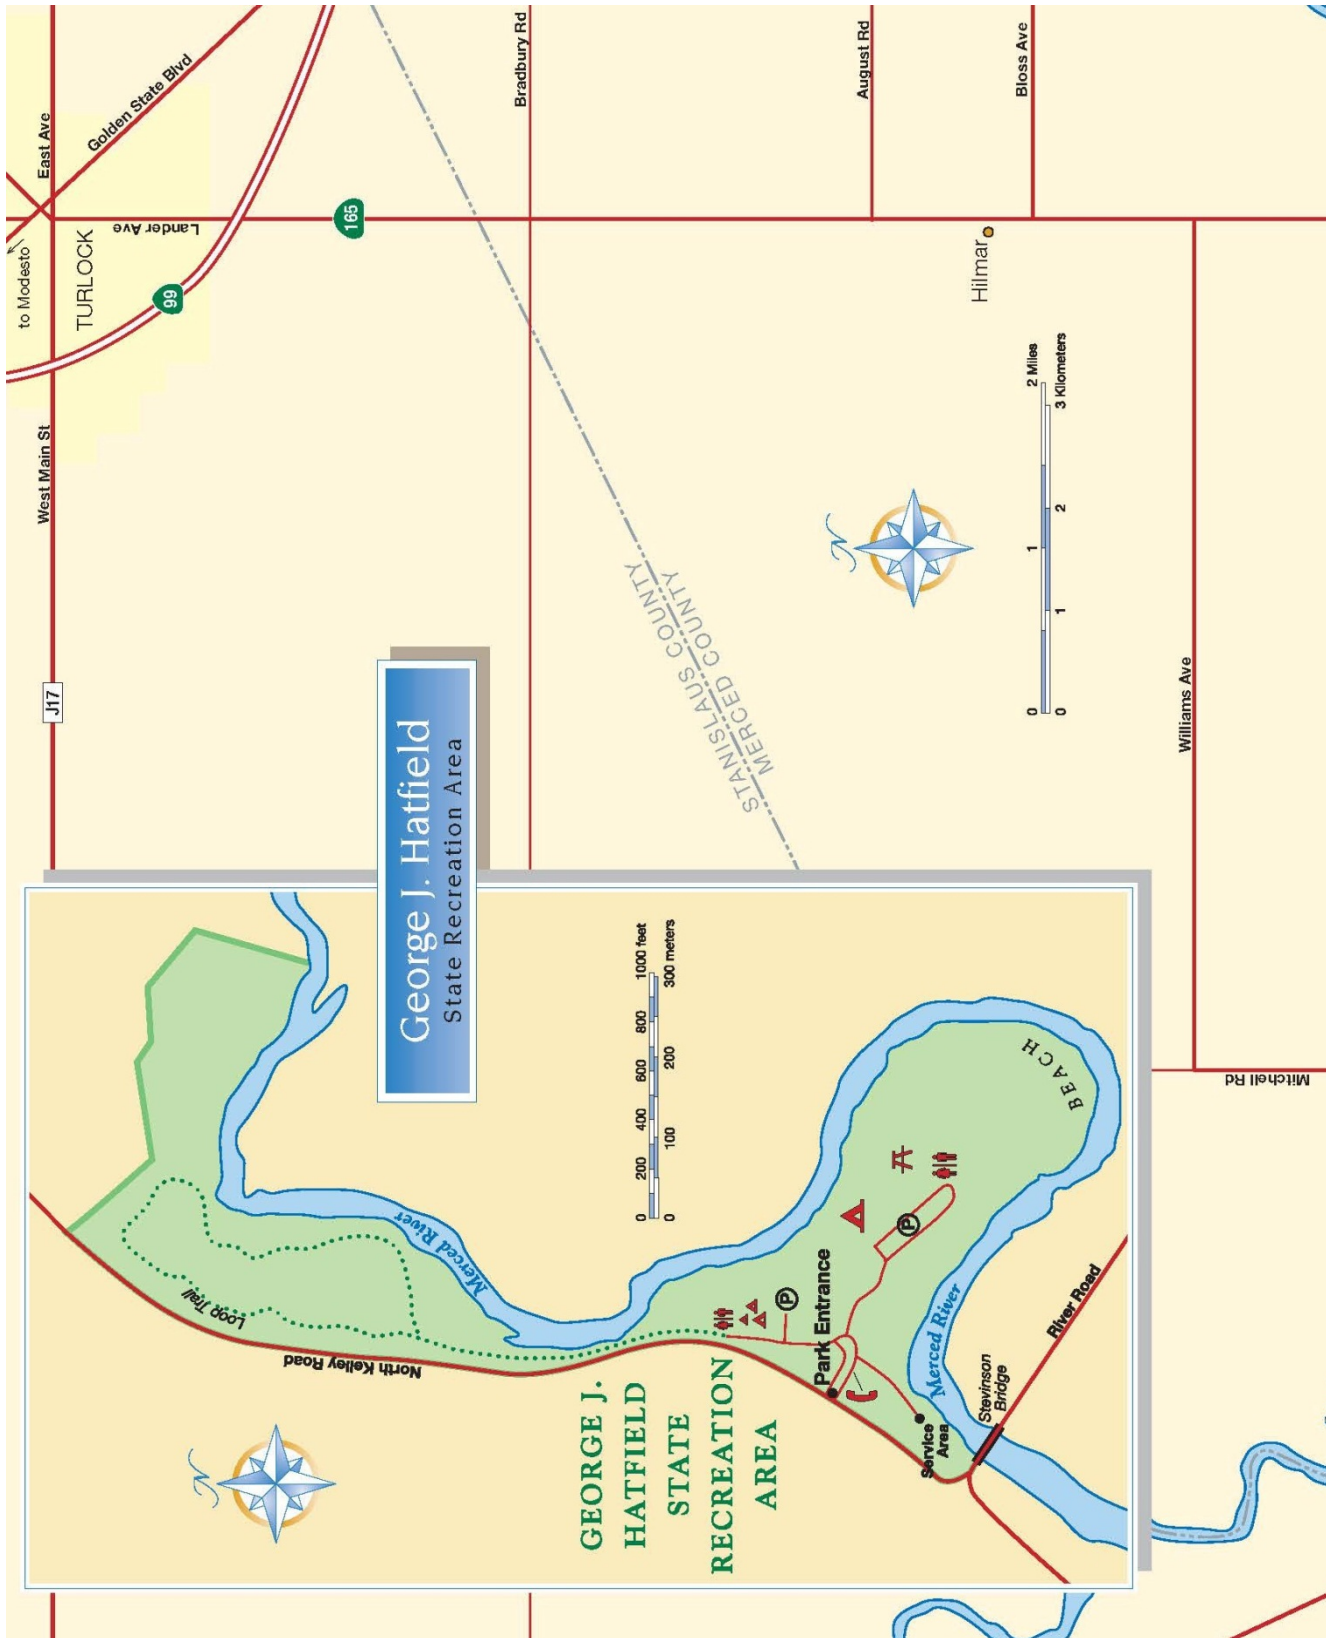 East Ave
Golden State Blvd
to Modesto
TURLOCK
Lander Ave
99
165
West Main St
J17
Bradbury Rd
August Rd
Bloss Ave
Hilmar
STANISLAUS COUNTY
MERCED COUNTY
N
0 1 2 Miles
0 1 2 3 Kilometers
Williams Ave
Mitchell Rd
George J. Hatfield
State Recreation Area
0 200 400 600 800 1000 feet
0 100 200 300 meters
Merced River
Loop Trail
North Kelley Road
N
GEORGE J.
HATFIELD
STATE
RECREATION
AREA
P
Park Entrance
P
BEACH
Merced River
Service
Area
Stevinson
Bridge
River Road